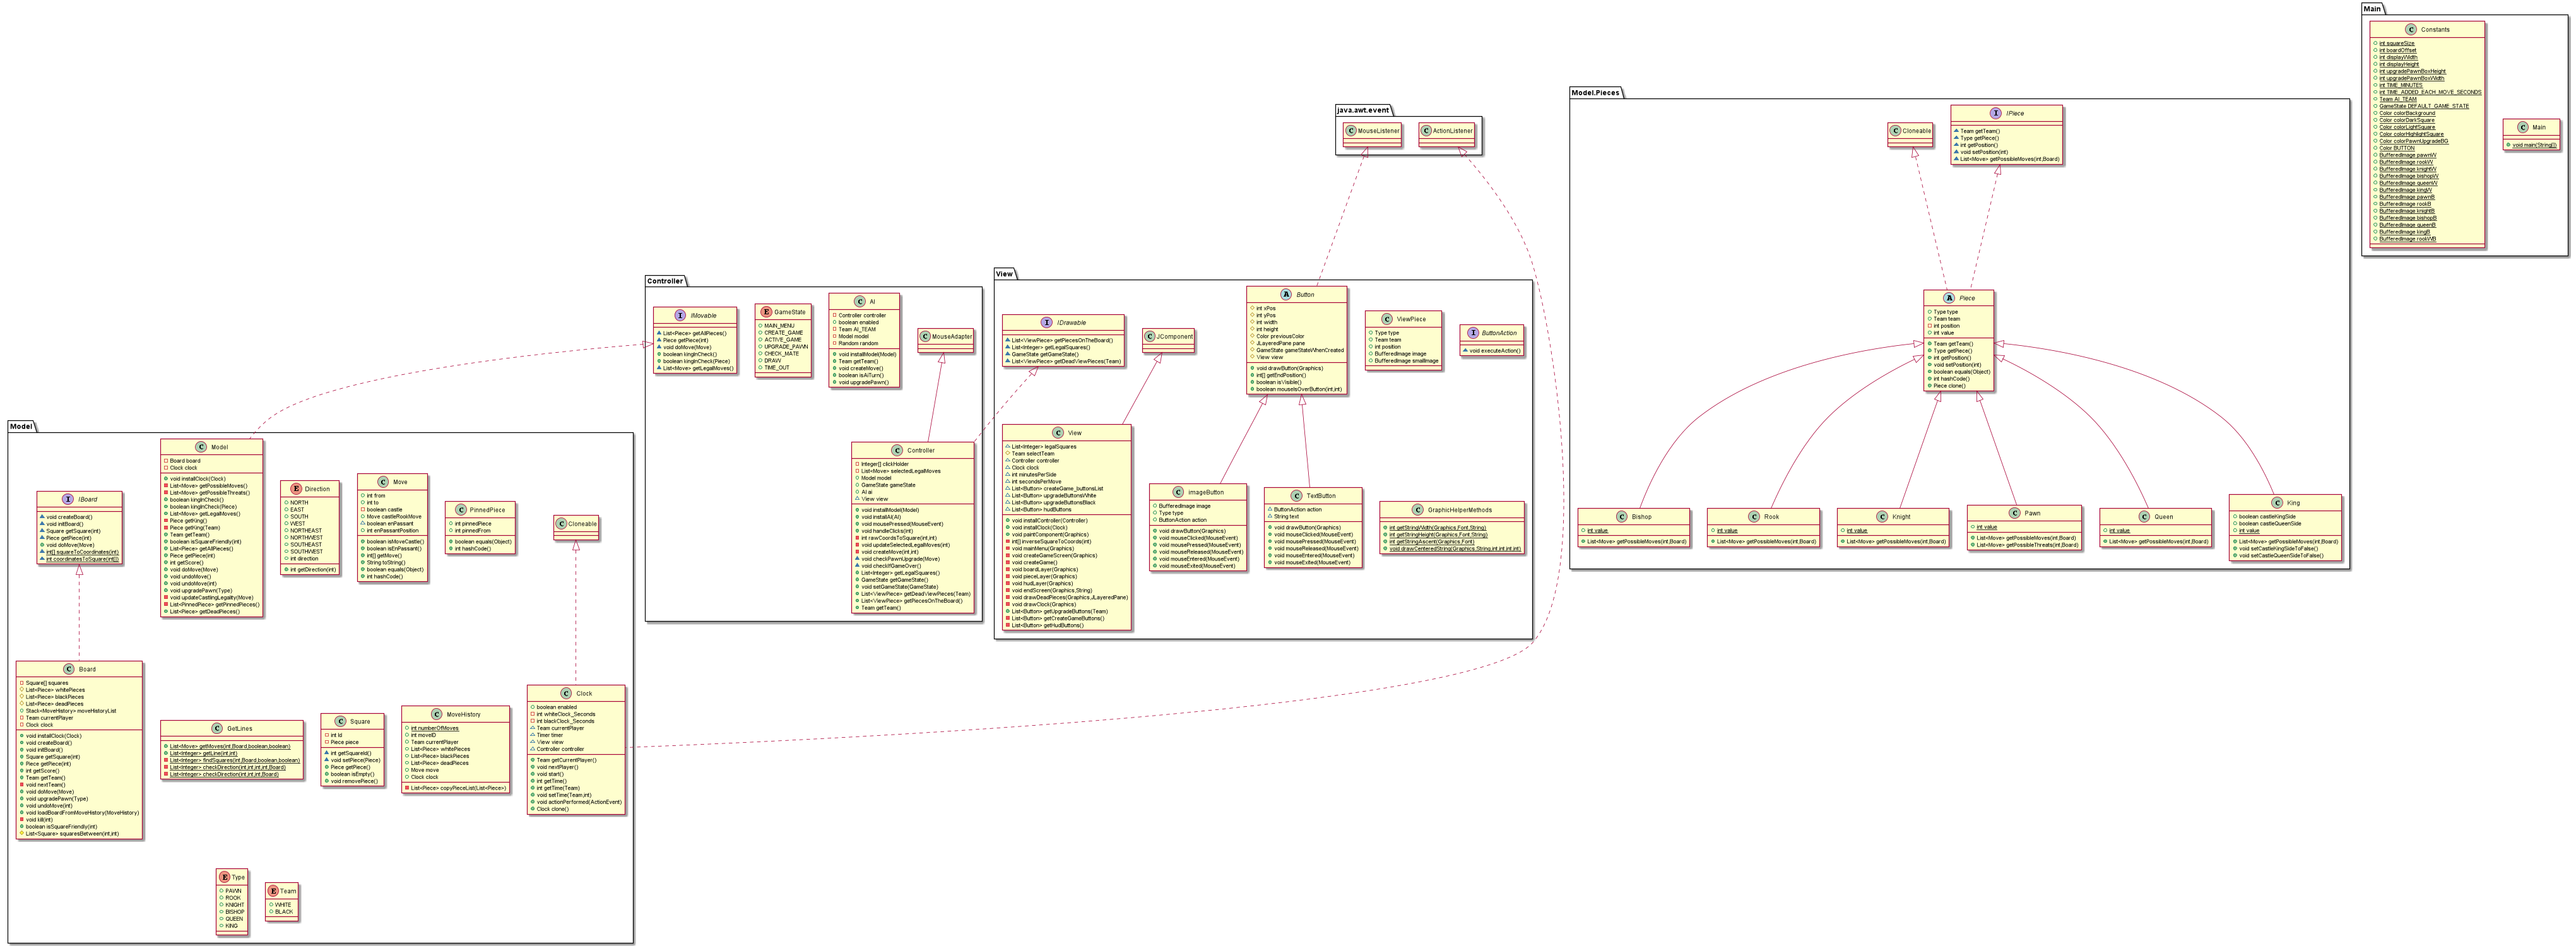 Main
Constants
int squareSize
int boardOffset
int displayWidth
int displayHeight
int upgradePawnBoxHeight
int upgradePawnBoxWidth
int TIME_MINUTES
int TIME_ADDED_EACH_MOVE_SECONDS
Team AI_TEAM
GameState DEFAULT_GAME_STATE
Color colorBackground
Color colorDarkSquare
Color colorLightSquare
Color colorHighlightSquare
Color colorPawnUpgradeBG
Color BUTTON
BufferedImage pawnW
BufferedImage rookW
BufferedImage knightW
BufferedImage bishopW
BufferedImage queenW
BufferedImage kingW
BufferedImage pawnB
BufferedImage rookB
BufferedImage knightB
BufferedImage bishopB
BufferedImage queenB
BufferedImage kingB
BufferedImage rookWB
Main
void main(String[])
Model.Pieces
Cloneable
IPiece
Team getTeam()
Type getPiece()
int getPosition()
void setPosition(int)
List<Move> getPossibleMoves(int,Board)
Piece
Type type
Team team
int position
int value
Team getTeam()
Type getPiece()
int getPosition()
void setPosition(int)
boolean equals(Object)
int hashCode()
Piece clone()
Bishop
int value
List<Move> getPossibleMoves(int,Board)
Rook
int value
List<Move> getPossibleMoves(int,Board)
Knight
int value
List<Move> getPossibleMoves(int,Board)
Pawn
int value
List<Move> getPossibleMoves(int,Board)
List<Move> getPossibleThreats(int,Board)
Queen
int value
List<Move> getPossibleMoves(int,Board)
King
boolean castleKingSide
boolean castleQueenSide
int value
List<Move> getPossibleMoves(int,Board)
void setCastleKingSideToFalse()
void setCastleQueenSideToFalse()
java.awt.event
MouseListener
ActionListener
View
IDrawable
List<ViewPiece> getPiecesOnTheBoard()
List<Integer> getLegalSquares()
GameState getGameState()
List<ViewPiece> getDeadViewPieces(Team)
JComponent
Button
int xPos
int yPos
int width
int height
Color previousColor
JLayeredPane pane
GameState gameStateWhenCreated
View view
void drawButton(Graphics)
int[] getEndPosition()
boolean isVisible()
boolean mouseIsOverButton(int,int)
ViewPiece
Type type
Team team
int position
BufferedImage image
BufferedImage smallImage
ButtonAction
void executeAction()
View
List<Integer> legalSquares
Team selectTeam
Controller controller
Clock clock
int minutesPerSide
int secondsPerMove
List<Button> createGame_buttonsList
List<Button> upgradeButtonsWhite
List<Button> upgradeButtonsBlack
List<Button> hudButtons
void installController(Controller)
void installClock(Clock)
void paintComponent(Graphics)
int[] inverseSquareToCoords(int)
void mainMenu(Graphics)
void createGameScreen(Graphics)
void createGame()
void boardLayer(Graphics)
void pieceLayer(Graphics)
void hudLayer(Graphics)
void endScreen(Graphics,String)
void drawDeadPieces(Graphics,JLayeredPane)
void drawClock(Graphics)
List<Button> getUpgradeButtons(Team)
List<Button> getCreateGameButtons()
List<Button> getHudButtons()
imageButton
BufferedImage image
Type type
ButtonAction action
void drawButton(Graphics)
void mouseClicked(MouseEvent)
void mousePressed(MouseEvent)
void mouseReleased(MouseEvent)
void mouseEntered(MouseEvent)
void mouseExited(MouseEvent)
TextButton
ButtonAction action
String text
void drawButton(Graphics)
void mouseClicked(MouseEvent)
void mousePressed(MouseEvent)
void mouseReleased(MouseEvent)
void mouseEntered(MouseEvent)
void mouseExited(MouseEvent)
GraphicHelperMethods
int getStringWidth(Graphics,Font,String)
int getStringHeight(Graphics,Font,String)
int getStringAscent(Graphics,Font)
void drawCenteredString(Graphics,String,int,int,int,int)
Controller
IMovable
List<Piece> getAllPieces()
Piece getPiece(int)
void doMove(Move)
boolean kingInCheck()
boolean kingInCheck(Piece)
List<Move> getLegalMoves()
GameState
MAIN_MENU
CREATE_GAME
ACTIVE_GAME
UPGRADE_PAWN
CHECK_MATE
DRAW
TIME_OUT
AI
Controller controller
boolean enabled
Team AI_TEAM
Model model
Random random
void installModel(Model)
Team getTeam()
void createMove()
boolean isAiTurn()
void upgradePawn()
MouseAdapter
Controller
Integer[] clickHolder
List<Move> selectedLegalMoves
Model model
GameState gameState
AI ai
View view
void installModel(Model)
void installAI(AI)
void mousePressed(MouseEvent)
void handleClicks(int)
int rawCoordsToSquare(int,int)
void updateSelectedLegalMoves(int)
void createMove(int,int)
void checkIfGameOver()
void checkPawnUpgrade(Move)
List<Integer> getLegalSquares()
GameState getGameState()
void setGameState(GameState)
List<ViewPiece> getDeadViewPieces(Team)
List<ViewPiece> getPiecesOnTheBoard()
Team getTeam()
Model
IBoard
void createBoard()
void initBoard()
Square getSquare(int)
Piece getPiece(int)
void doMove(Move)
int[] squareToCoordinates(int)
int coordinatesToSquare(int[])
Model
Board board
Clock clock
void installClock(Clock)
List<Move> getPossibleMoves()
List<Move> getPossibleThreats()
boolean kingInCheck()
boolean kingInCheck(Piece)
List<Move> getLegalMoves()
Piece getKing()
Piece getKing(Team)
Team getTeam()
boolean isSquareFriendly(int)
List<Piece> getAllPieces()
int getScore()
Piece getPiece(int)
void doMove(Move)
void undoMove()
void undoMove(int)
void upgradePawn(Type)
void updateCastlingLegality(Move)
List<PinnedPiece> getPinnedPieces()
List<Piece> getDeadPieces()
Direction
NORTH
EAST
SOUTH
WEST
NORTHEAST
NORTHWEST
SOUTHEAST
SOUTHWEST
int direction
int getDirection(int)
Move
int from
int to
boolean castle
Move castleRookMove
boolean enPassant
int enPassantPosition
boolean isMoveCastle()
boolean isEnPassant()
int[] getMove()
String toString()
boolean equals(Object)
int hashCode()
PinnedPiece
int pinnedPiece
int pinnedFrom
boolean equals(Object)
int hashCode()
Cloneable
Board
Square[] squares
List<Piece> whitePieces
List<Piece> blackPieces
List<Piece> deadPieces
Stack<MoveHistory> moveHistoryList
Team currentPlayer
Clock clock
void installClock(Clock)
void createBoard()
void initBoard()
Square getSquare(int)
Piece getPiece(int)
int getScore()
Team getTeam()
void nextTeam()
void doMove(Move)
void upgradePawn(Type)
void undoMove(int)
void loadBoardFromMoveHistory(MoveHistory)
void kill(int)
boolean isSquareFriendly(int)
List<Square> squaresBetween(int,int)
GetLines
List<Move> getMoves(int,Board,boolean,boolean)
List<Integer> getLine(int,int)
List<Integer> findSquares(int,Board,boolean,boolean)
List<Integer> checkDirection(int,int,int,int,Board)
List<Integer> checkDirection(int,int,int,Board)
Square
int Id
Piece piece
int getSquareId()
void setPiece(Piece)
Piece getPiece()
boolean isEmpty()
void removePiece()
MoveHistory
int numberOfMoves
int moveID
Team currentPlayer
List<Piece> whitePieces
List<Piece> blackPieces
List<Piece> deadPieces
Move move
Clock clock
List<Piece> copyPieceList(List<Piece>)
Clock
boolean enabled
int whiteClock_Seconds
int blackClock_Seconds
Team currentPlayer
Timer timer
View view
Controller controller
Team getCurrentPlayer()
void nextPlayer()
void start()
int getTime()
int getTime(Team)
void setTime(Team,int)
void actionPerformed(ActionEvent)
Clock clone()
Type
PAWN
ROOK
KNIGHT
BISHOP
QUEEN
KING
Team
WHITE
BLACK